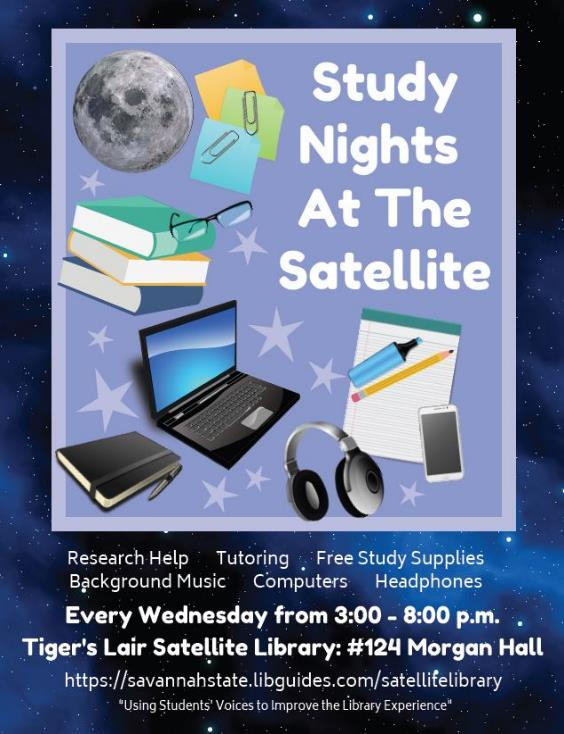 Study
Nights
At The
Satellite
Research Help Tutoring Free Study Supplies
Background Music Computers Headphones
Every Wednesday from 3:00 - 8:00 p.m.
Tiger's Lair Satellite Library: #124 Morgan Hall
https://savannahstate.libguides.com/satellitelibrary
"Using Students' Voices to Improve the Library Experience"